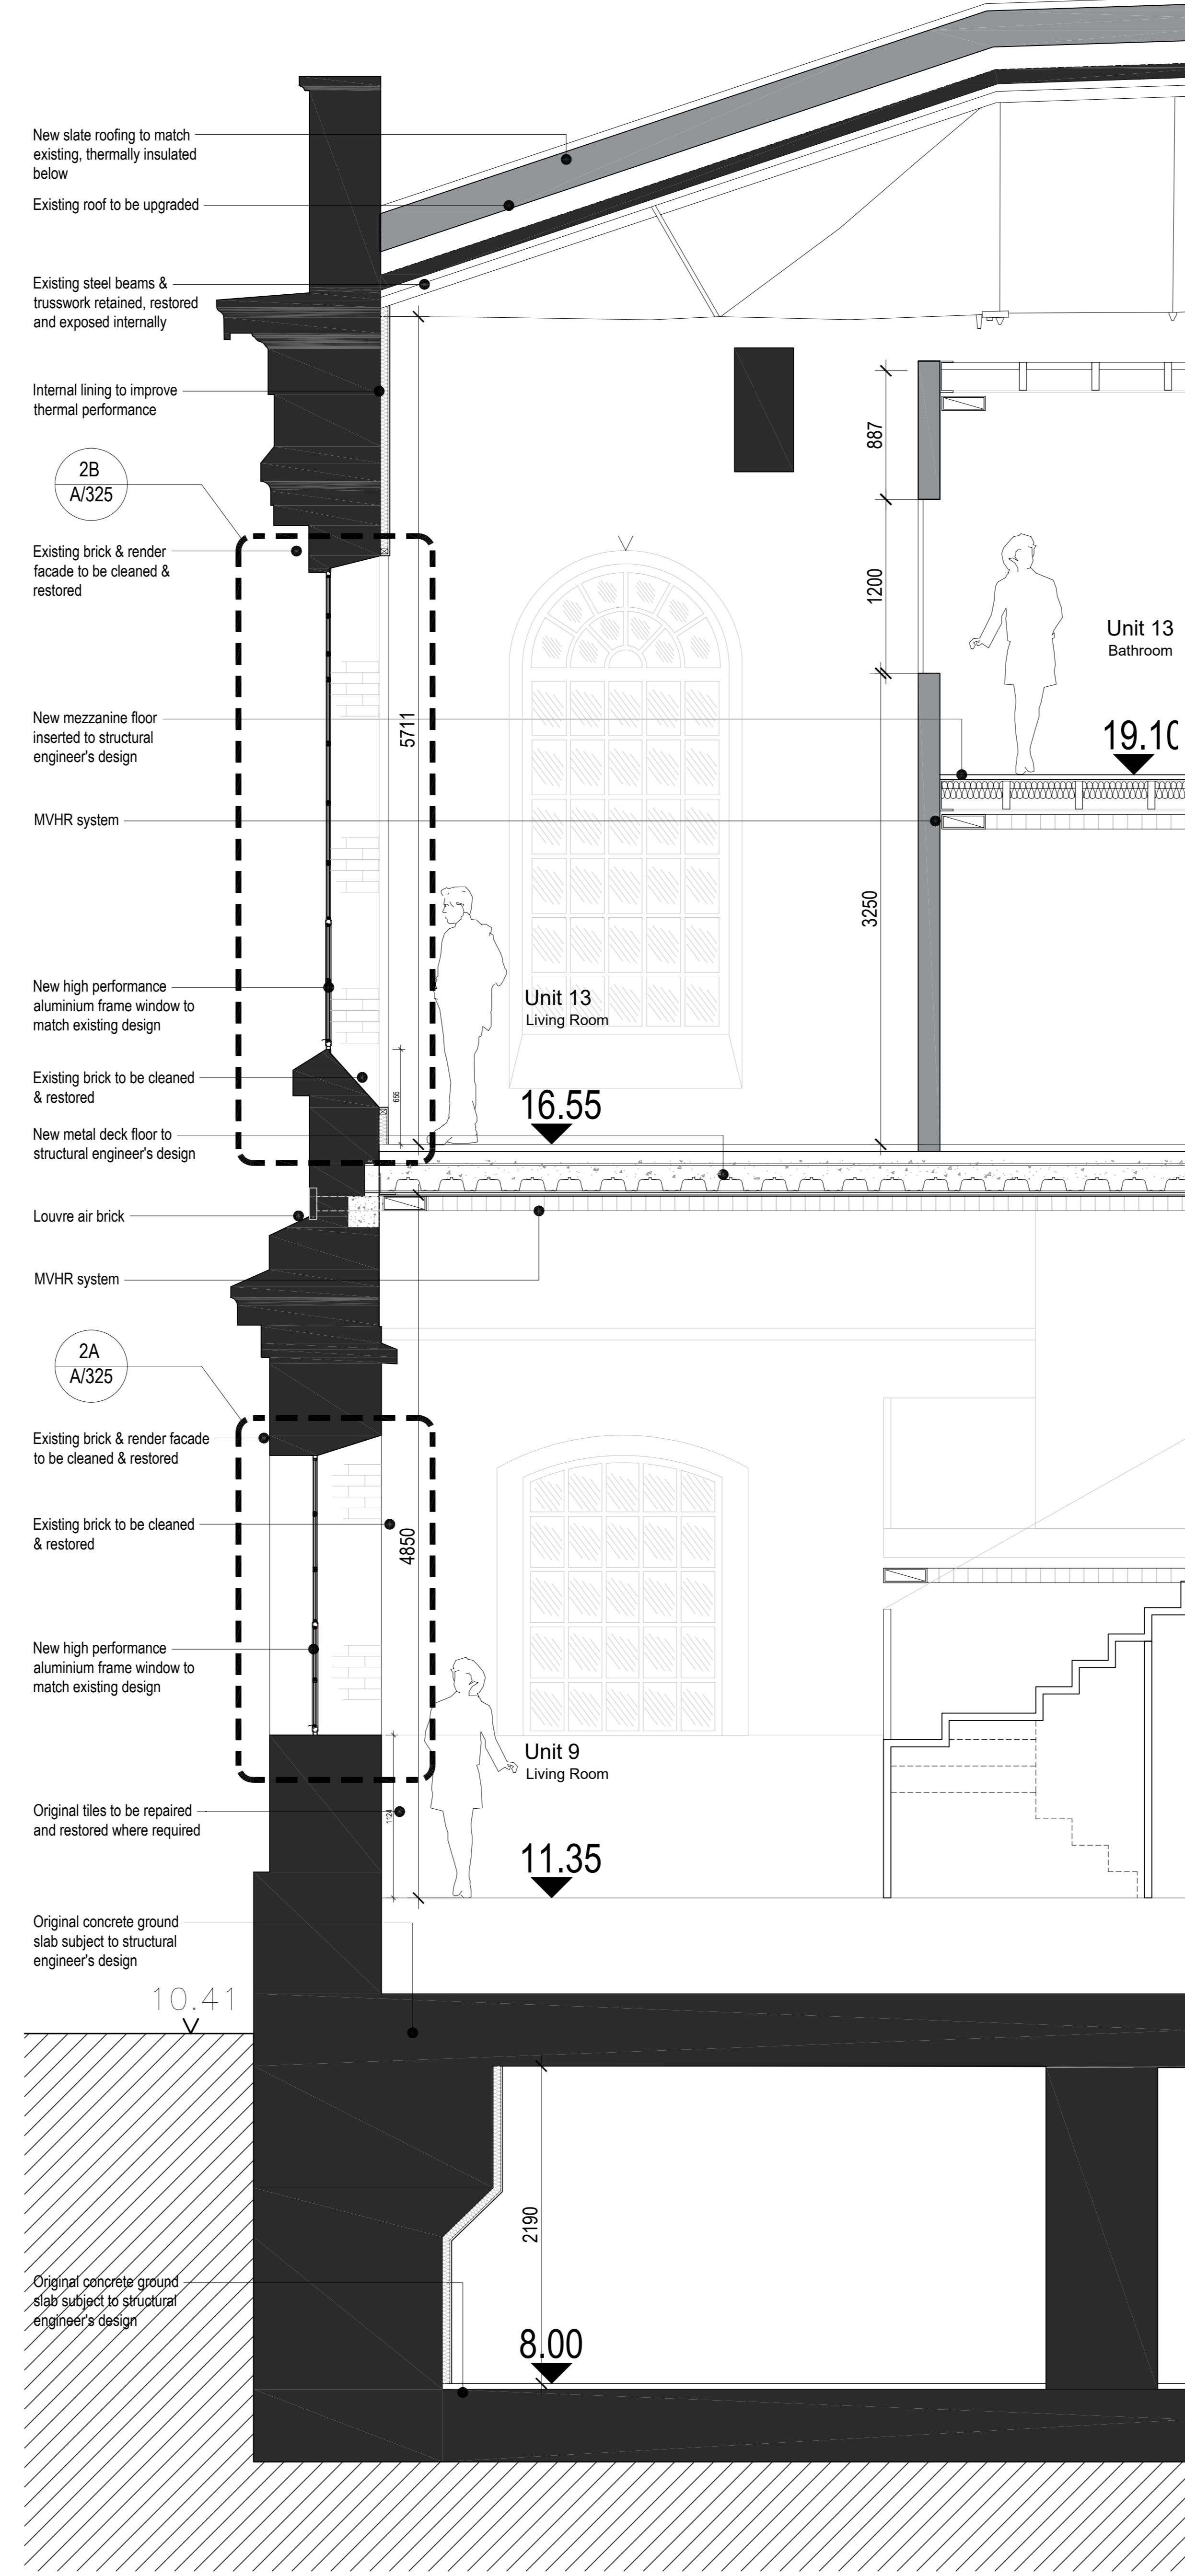 New slate roofing to match
existing, thermally insulated
below
Existing roof to be upgraded
Existing steel beams &
trusswork retained, restored
and exposed internally
Internal lining to improve
thermal performance
887
2B
A/325
Existing brick & render
facade to be cleaned &
restored
1200
Unit 13
Bathroom
New mezzanine floor
inserted to structural
engineer's design
5711
19.10
MVHR system
3250
New high performance
aluminium frame window to
match existing design
Unit 13
Living Room
Existing brick to be cleaned
& restored
655
16.55
New metal deck floor to
structural engineer's design
Louvre air brick
MVHR system
2A
A/325
Existing brick & render facade
to be cleaned & restored
Existing brick to be cleaned
& restored
4850
New high performance
aluminium frame window to
match existing design
Unit 9
Living Room
Original tiles to be repaired
and restored where required
1124
11.35
Original concrete ground
slab subject to structural
engineer's design
10.41
2190
Original concrete ground
slab subject to structural
engineer's design
8.00